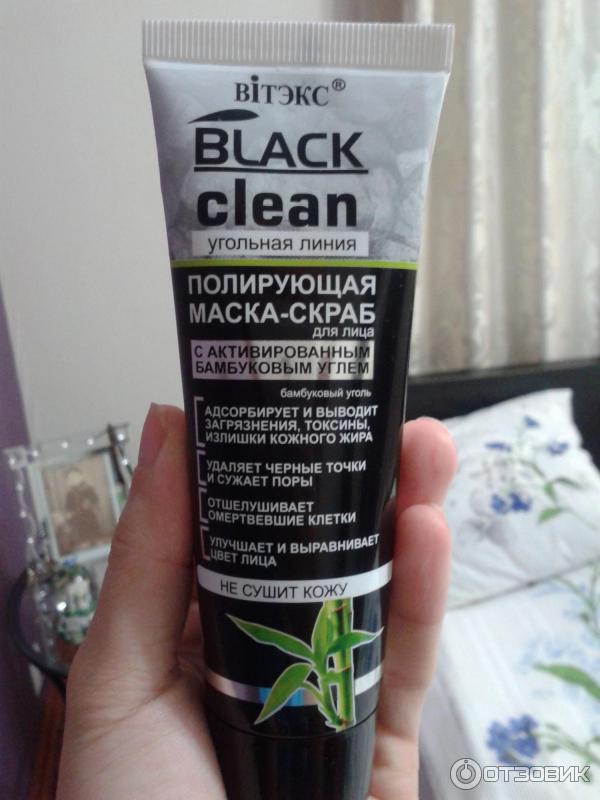 ВIТЭКС®
BLACK
clean
угольная линия
ПОЛИРУЮЩАЯ
МАСКА-СКРАБ
для лица
С АКТИВИРОВАННЫМ
БАМБУКОВЫМ УГЛЕМ
бамбуковый уголь
АДСОРБИРУЕТ И ВЫВОДИТ
ЗАГРЯЗНЕНИЯ, ТОКСИНЫ,
ИЗЛИШКИ КОЖНОГО ЖИРА
УДАЛЯЕТ ЧЕРНЫЕ ТОЧКИ
И СУЖАЕТ ПОРЫ
ОТШЕЛУШИВАЕТ
ОМЕРТВЕВШИЕ КЛЕТКИ
УЛУЧШАЕТ И ВЫРАВНИВАЕТ
ЦВЕТ ЛИЦА
НЕ СУШИТ КОЖУ
ОТЗОВИК